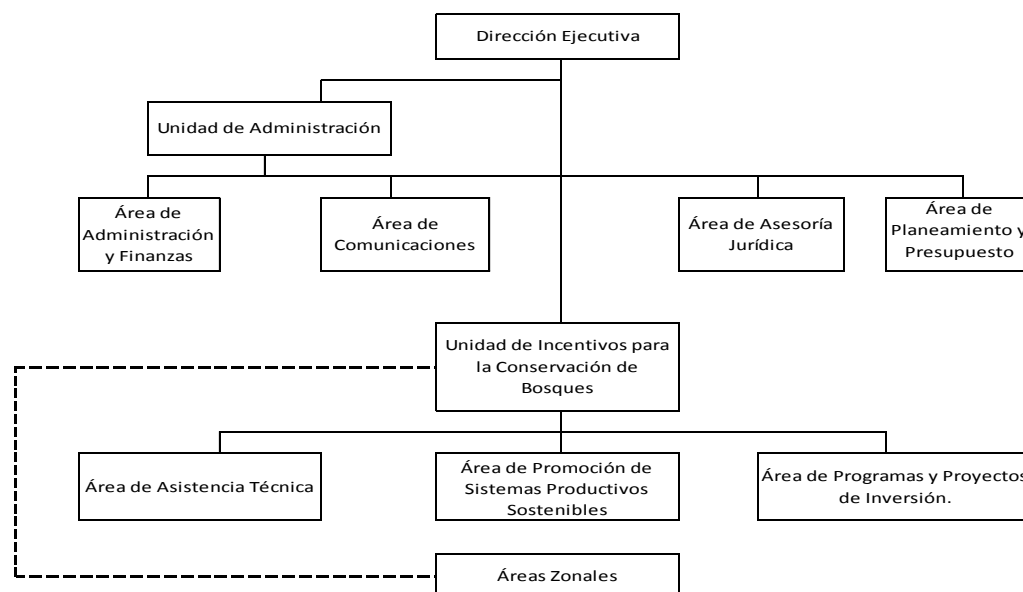 Dirección Ejecutiva
Unidad de Administración
Área de
Administración
y Finanzas
Área de
Comunicaciones
Área de Asesoría
Jurídica
Área de
Planeamiento y
Presupuesto
Unidad de Incentivos para
la Conservación de
Bosques
Área de Asistencia Técnica
Área de Promoción de
Sistemas Productivos
Sostenibles
Área de Programas y Proyectos
de Inversión.
Áreas Zonales